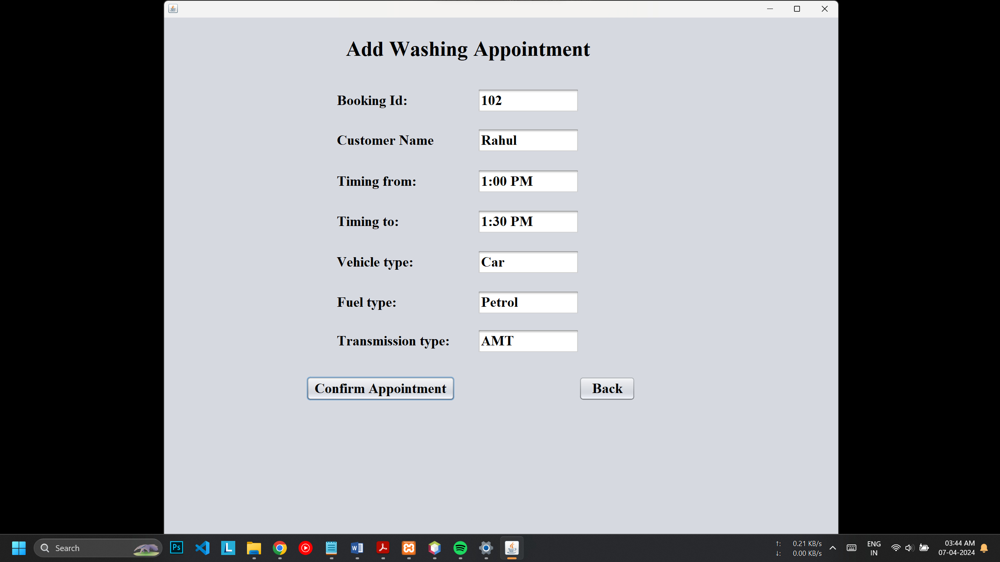 Add Washing Appointment
Booking Id: 102
Customer Name Rahul
Timing from: 1:00 PM
Timing to: 1:30 PM
Vehicle type: Car
Fuel type: Petrol
Transmission type: AMT
Confirm Appointment Back
Search Ps L W ↑: 0.21 KB/s ENG 03:44 AM
↓: 0.00 KB/s IN 07-04-2024